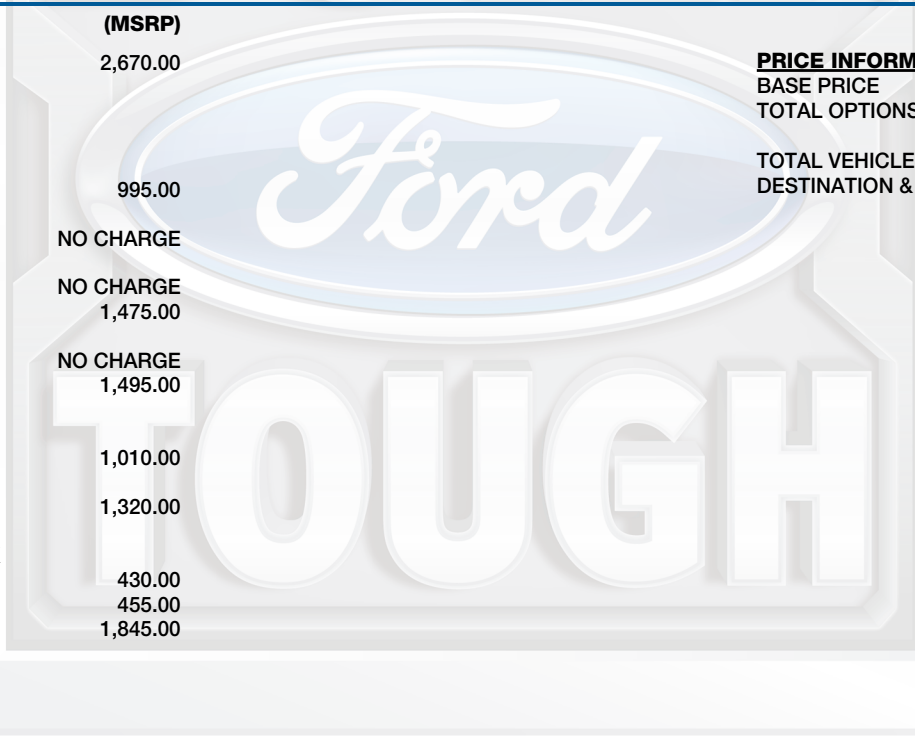 (MSRP)
2,670.00
995.00
NO CHARGE
NO CHARGE
1,475.00
NO CHARGE
1,495.00
1,010.00
1,320.00
430.00
455.00
1,845.00
PRICE INFORM
BASE PRICE
TOTAL OPTIONS
TOTAL VEHICLE
DESTINATION &
Ford
TOUGH